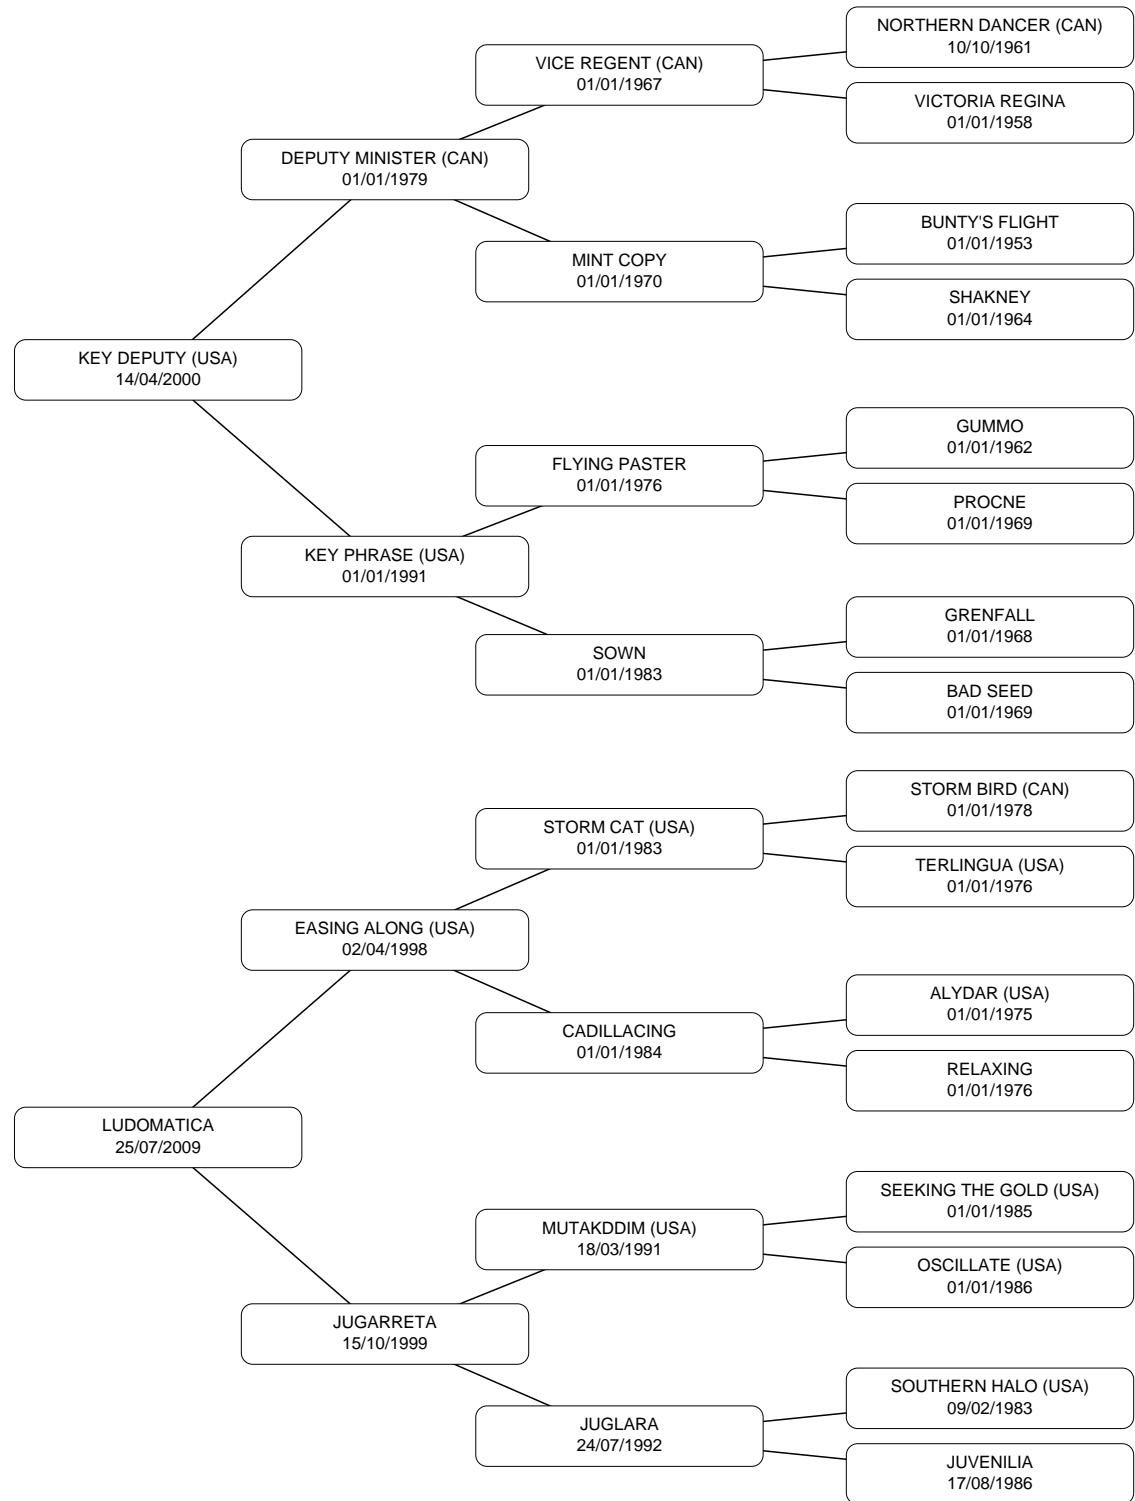 NORTHERN DANCER (CAN)
10/10/1961
VICE REGENT (CAN)
01/01/1967
VICTORIA REGINA
01/01/1958
DEPUTY MINISTER (CAN)
01/01/1979
BUNTY'S FLIGHT
01/01/1953
MINT COPY
01/01/1970
SHAKNEY
01/01/1964
KEY DEPUTY (USA)
14/04/2000
GUMMO
01/01/1962
FLYING PASTER
01/01/1976
PROCNE
01/01/1969
KEY PHRASE (USA)
01/01/1991
GRENFALL
01/01/1968
SOWN
01/01/1983
BAD SEED
01/01/1969
STORM BIRD (CAN)
01/01/1978
STORM CAT (USA)
01/01/1983
TERLINGUA (USA)
01/01/1976
EASING ALONG (USA)
02/04/1998
ALYDAR (USA)
01/01/1975
CADILLACING
01/01/1984
RELAXING
01/01/1976
LUDOMATICA
25/07/2009
SEEKING THE GOLD (USA)
01/01/1985
MUTAKDDIM (USA)
18/03/1991
OSCILLATE (USA)
01/01/1986
JUGARRETA
15/10/1999
SOUTHERN HALO (USA)
09/02/1983
JUGLARA
24/07/1992
JUVENILIA
17/08/1986